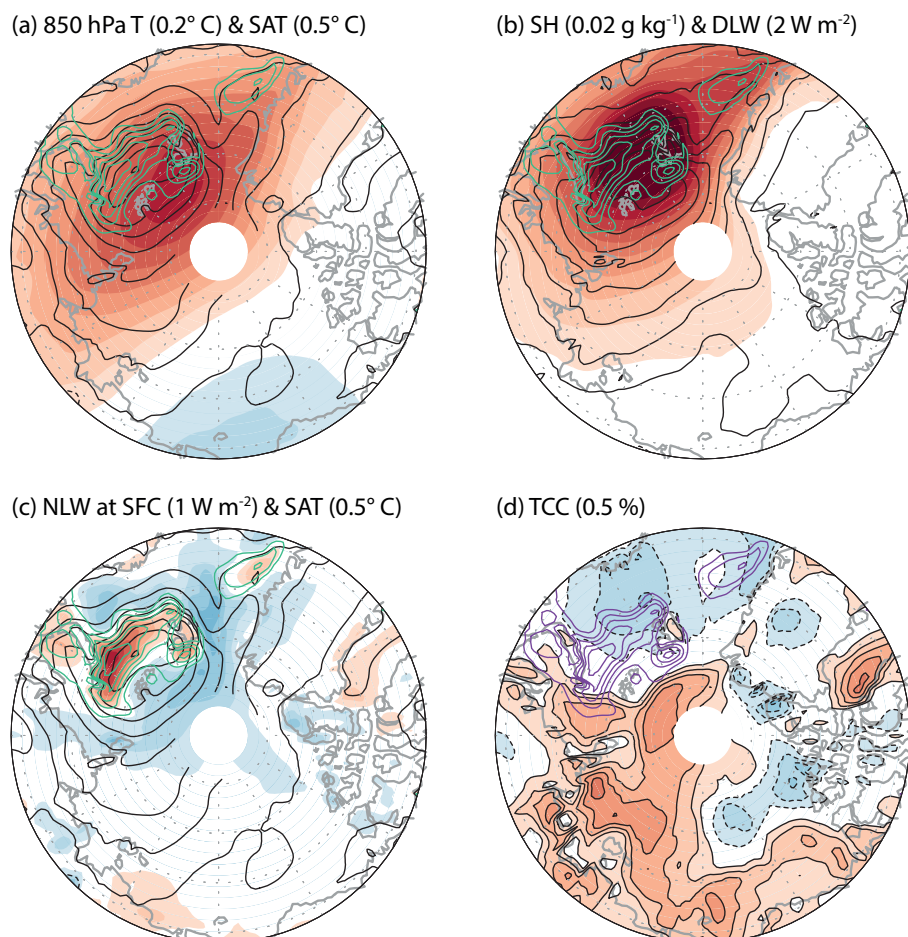 (a) 850 hPa T (0.2° C) & SAT (0.5° C)
(b) SH (0.02 g kg⁻¹) & DLW (2 W m⁻²)
(c) NLW at SFC (1 W m⁻²) & SAT (0.5° C)
(d) TCC (0.5 %)